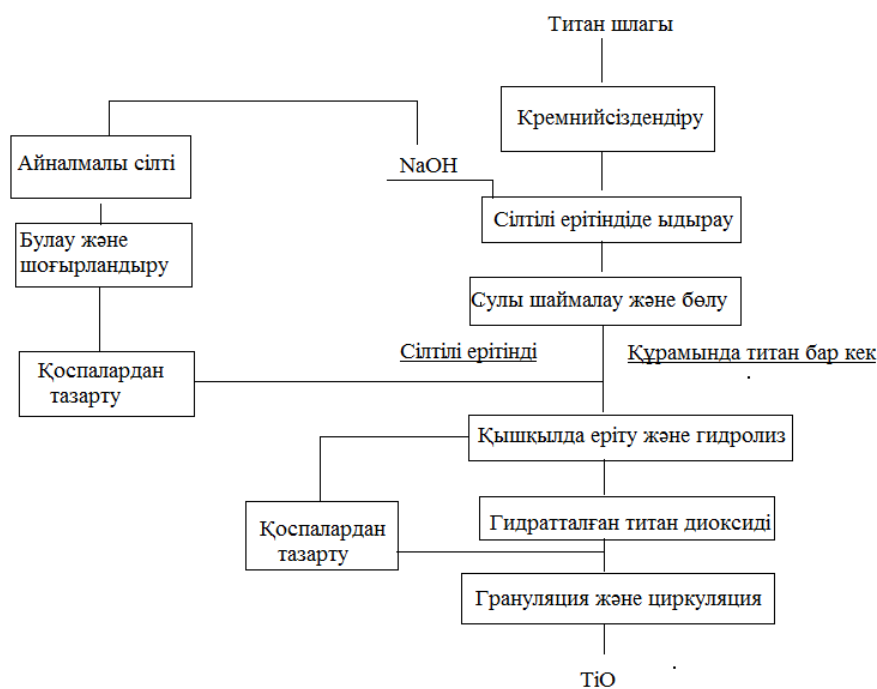 Титан шлагы
Кремнийсіздендіру
Айналмалы сілті
NaOH
Сілтілі ерітіндіде ыдырау
Булау және
шоғырландыру
Сулы шаймалау және бөлу
Сілтілі ерітінді
Құрамында титан бар кек
Қоспалардан
тазарту
Қышқылда еріту және гидролиз
Гидратталған титан диоксиді
Қоспалардан
тазарту
Грануляция және циркуляция
TiO